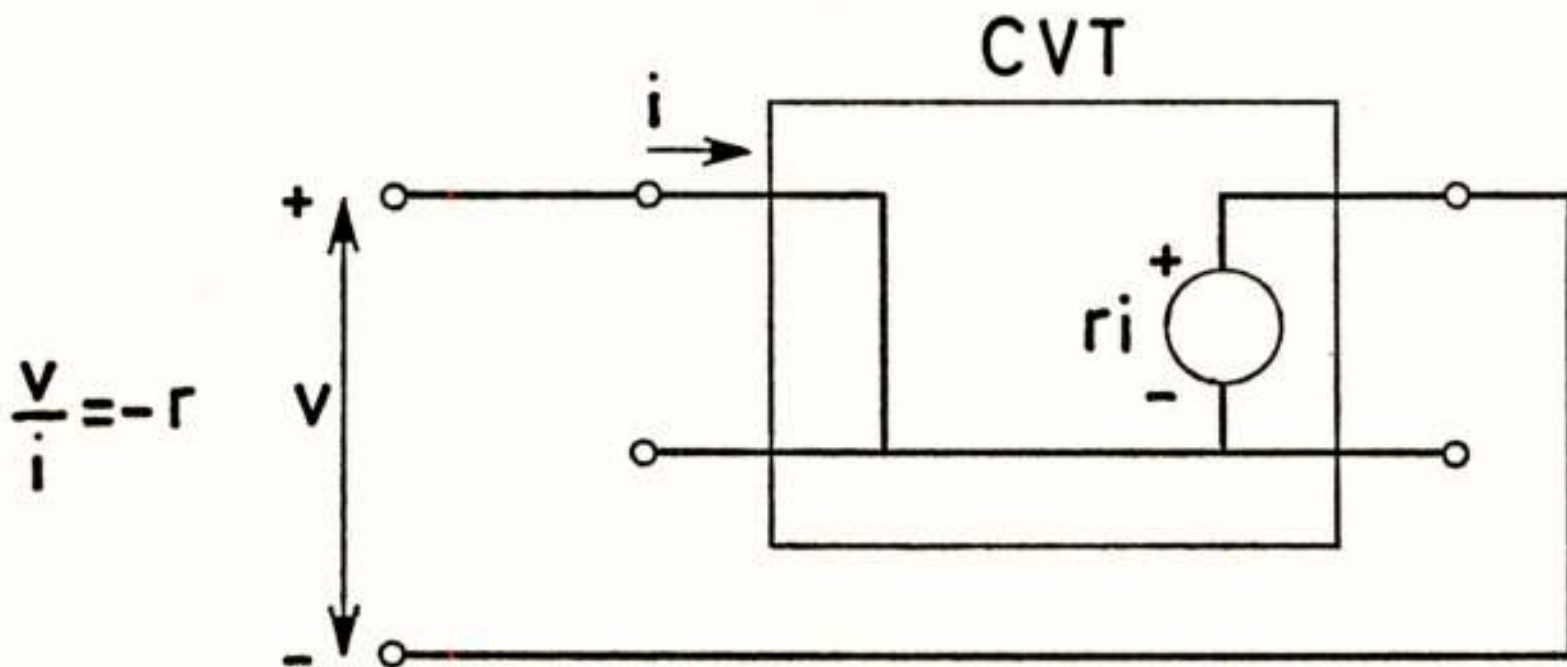 CVT
i
+
+
ri
-
v/i=-r
v
-